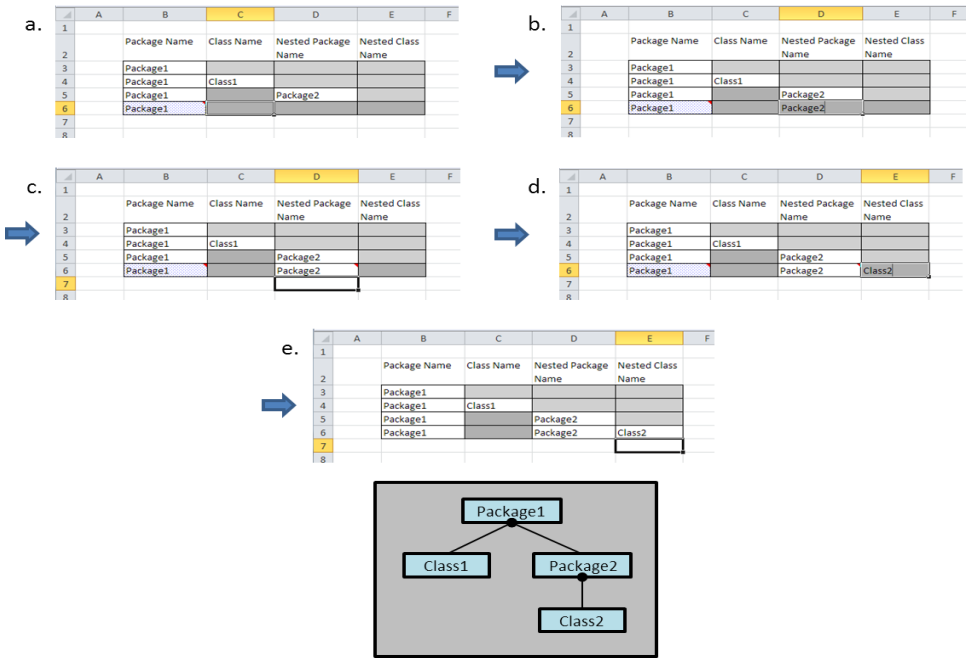 a.
A B C D E F
1
Package Name Class Name Nested Package Nested Class
2 Name Name
3 Package1
4 Package1 Class1
5 Package1 Package2
6 Package1
7
8
b.
A B C D E F
1
Package Name Class Name Nested Package Nested Class
2 Name Name
3 Package1
4 Package1 Class1
5 Package1 Package2
6 Package1 Package2
7
8
c.
A B C D E F
1
Package Name Class Name Nested Package Nested Class
2 Name Name
3 Package1
4 Package1 Class1
5 Package1 Package2
6 Package1 Package2
7
8
d.
A B C D E F
1
Package Name Class Name Nested Package Nested Class
2 Name Name
3 Package1
4 Package1 Class1
5 Package1 Package2
6 Package1 Package2 Class2
7
8
e.
A B C D E F
1
Package Name Class Name Nested Package Nested Class
2 Name Name
3 Package1
4 Package1 Class1
5 Package1 Package2
6 Package1 Package2 Class2
7
8
Package1
Class1 Package2
Class2